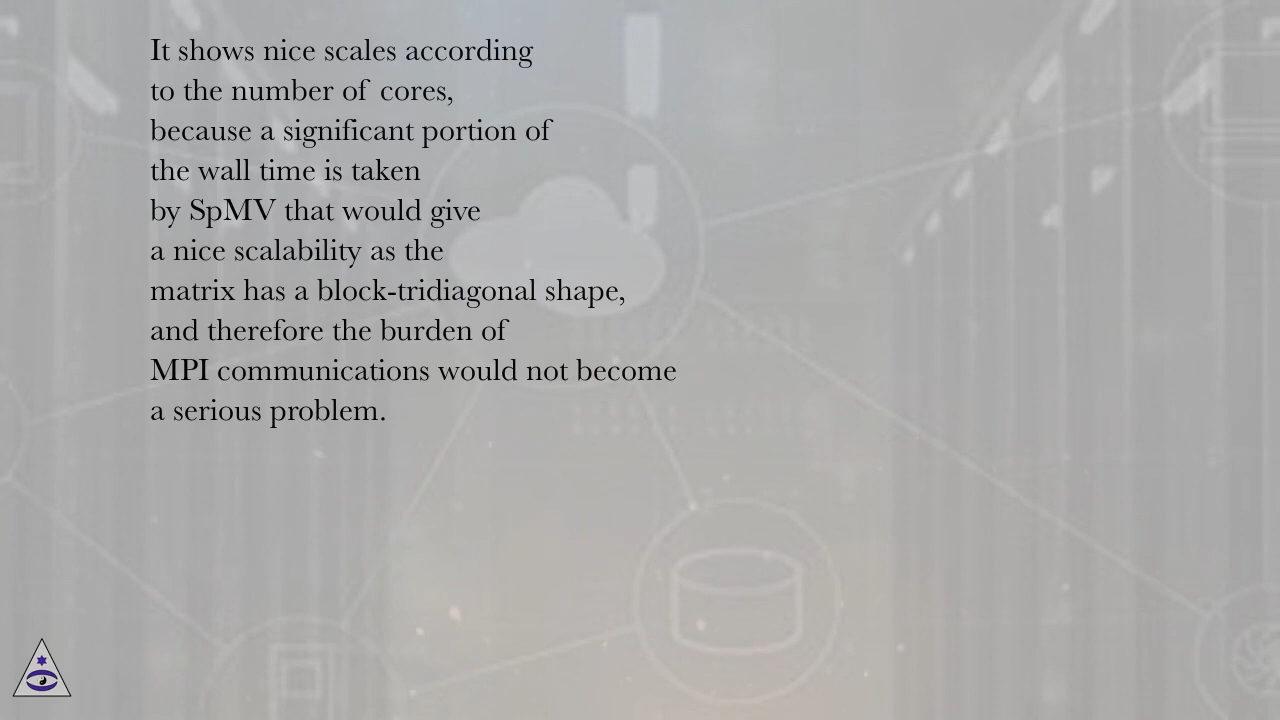 It shows nice scales according
to the number of cores,
because a significant portion of
the wall time is taken
by SpMV that would give
a nice scalability as the
matrix has a block-tridiagonal shape,
and therefore the burden of
MPI communications would not become
a serious problem.